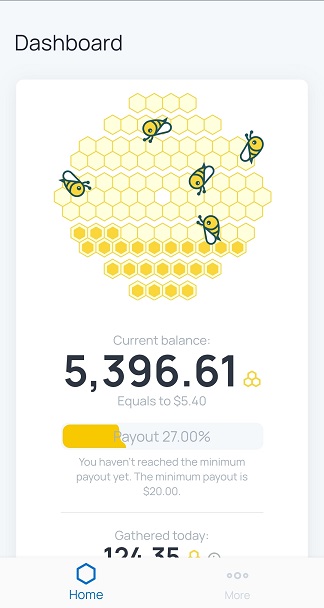 Dashboard
Current balance:
5,396.61
Equals to $5.40
Payout 27.00%
You haven't reached the minimum
payout yet. The minimum payout is
$20.00.
Gathered today:
124.35
Home
More